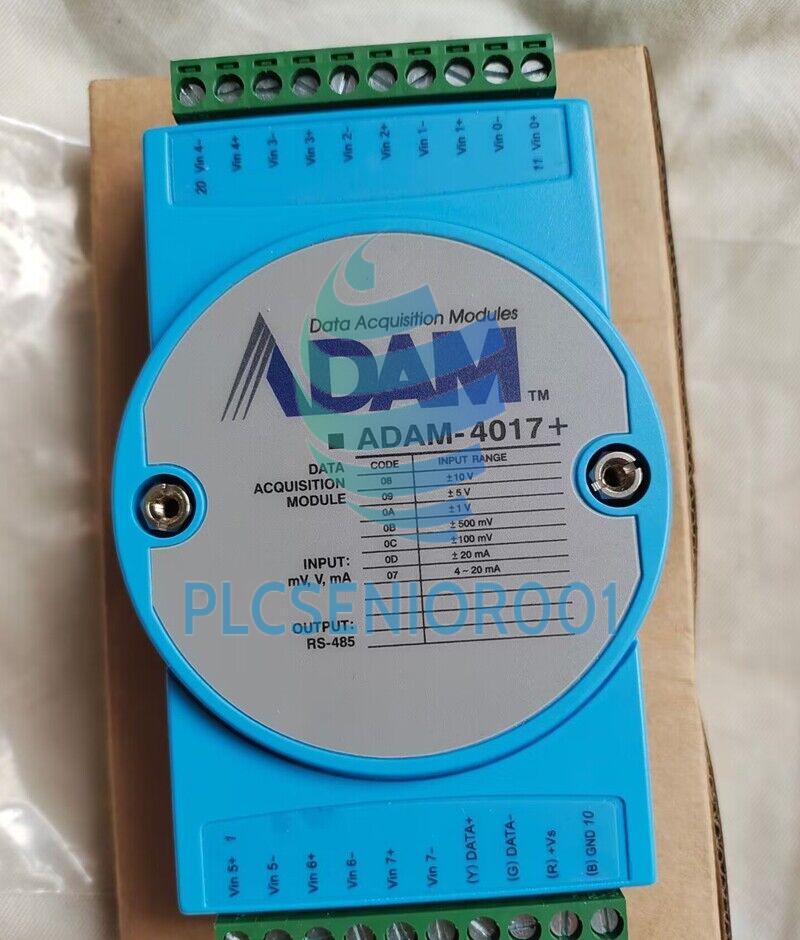 20 Vin 4- Vin 4+ Vin 3- Vin 3+ Vin 2- Vin 2+ Vin 1- Vin 1+ Vin 0- 11 Vin 0+
Data Acquisition Modules
ADAM TM
ADAM-4017+
DATA ACQUISITION MODULE
CODE INPUT RANGE
08 ±10 V
09 ± 5 V
0A ± 1 V
0B ± 500 mV
0C ± 100 mV
0D ± 20 mA
07 4 ~ 20 mA
INPUT:
mV, V, mA
PLCSENIOR001
OUTPUT:
RS-485
Vin 5+ 1 Vin 5- Vin 6+ Vin 6- Vin 7+ Vin 7- (Y) DATA+ (G) DATA- (R) +Vs (B) GND 10